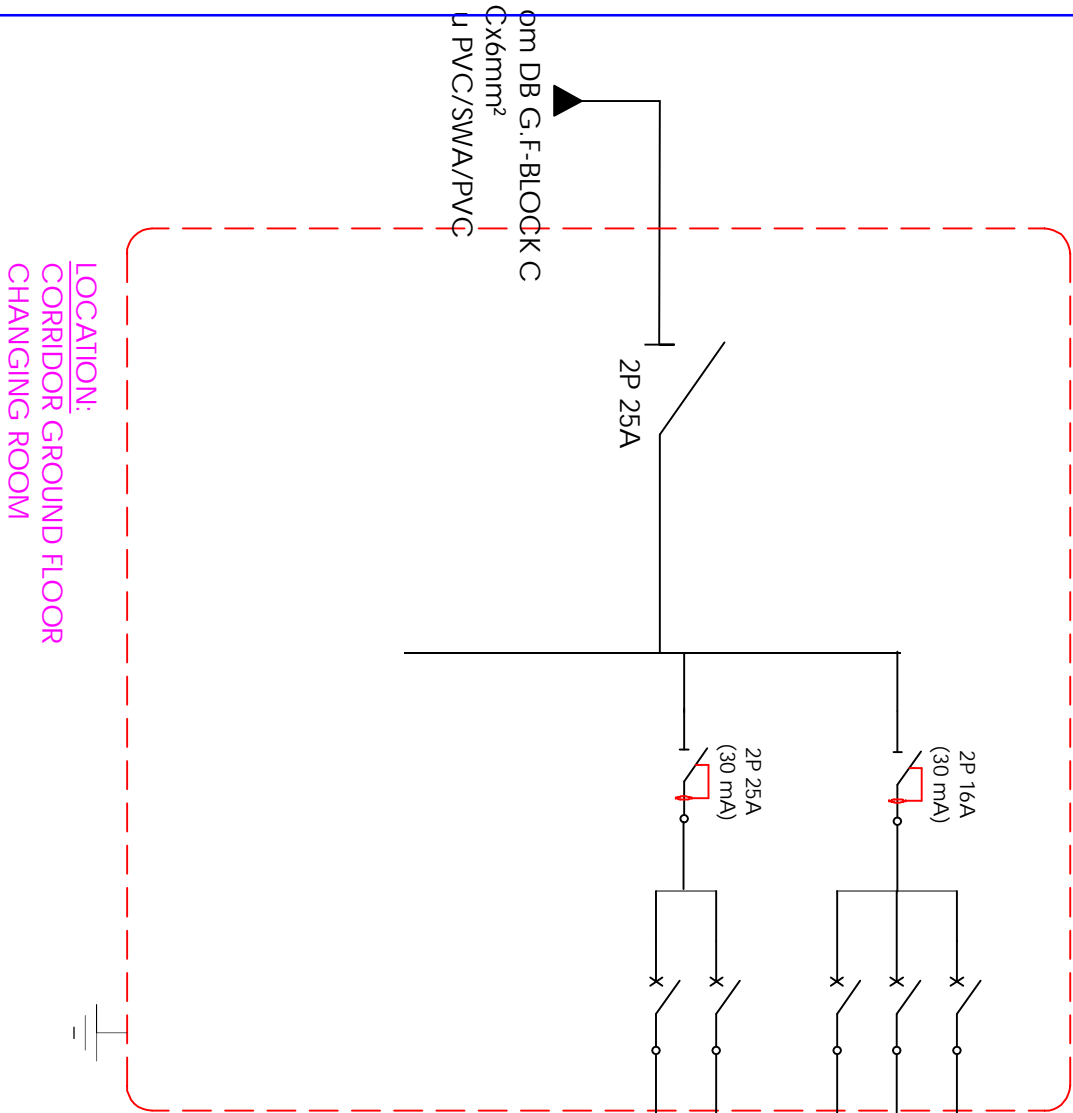 om DB G.F-BLOCK C
Cx6mm²
u PVC/SWA/PVC
2P 25A
2P 16A
(30 mA)
2P 25A
(30 mA)
LOCATION:
CORRIDOR GROUND FLOOR
CHANGING ROOM